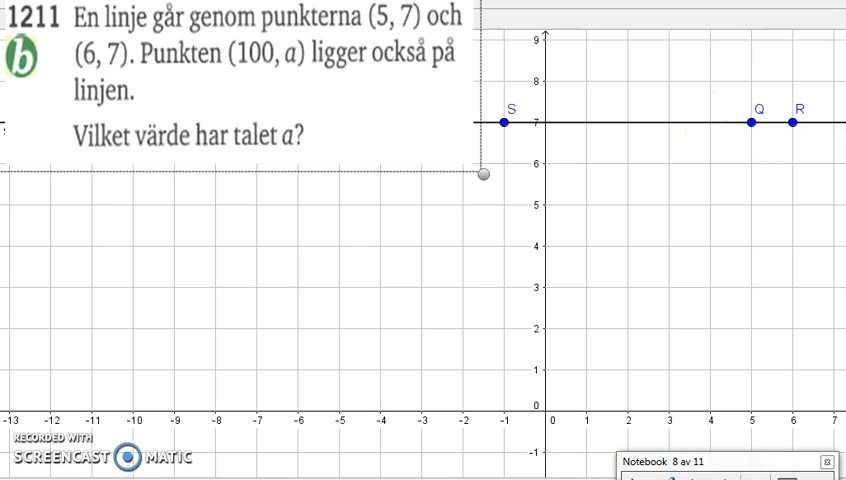 1211 En linje går genom punkterna (5, 7) och
b (6, 7). Punkten (100, a) ligger också på
linjen.
Vilket värde har talet a?
S
Q
R
9
8
7
6
5
4
3
2
1
0
-1
-13 -12 -11 -10 -9 -8 -7 -6 -5 -4 -3 -2 -1 0 1 2 3 4 5 6 7
RECORDED WITH
SCREENCAST MATIC
Notebook 8 av 11